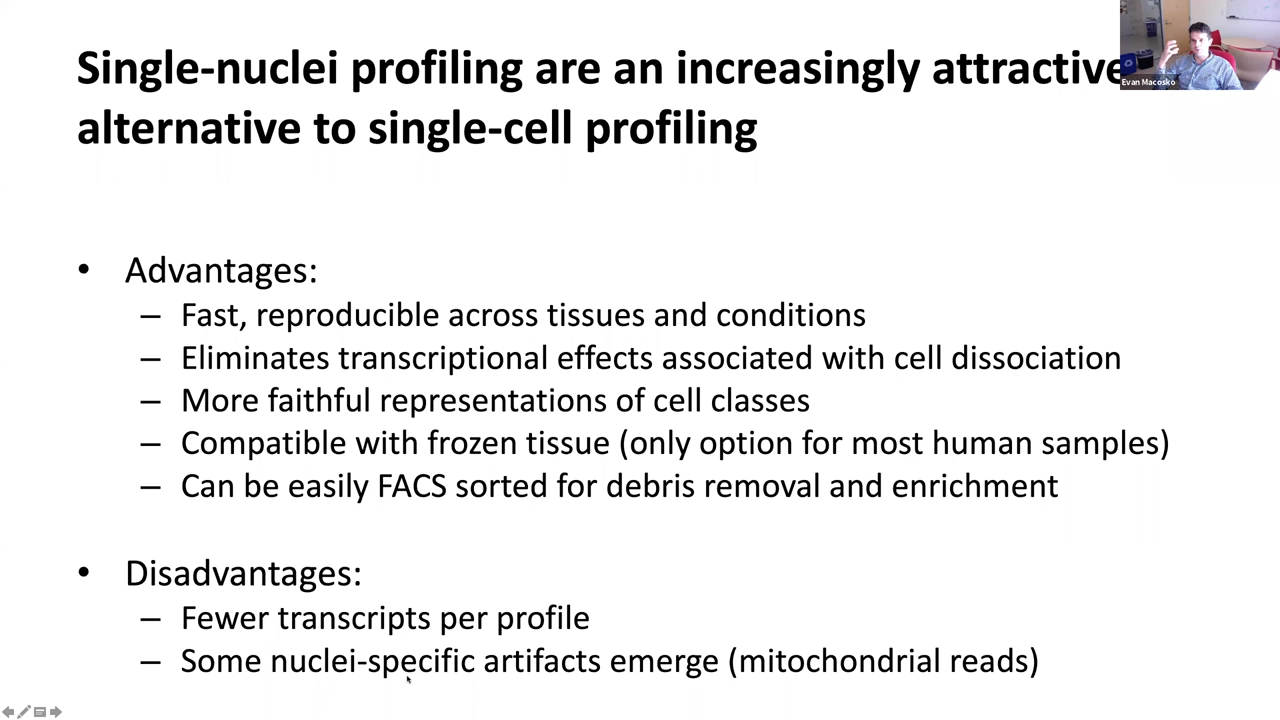 Single-nuclei profiling are an increasingly attractive
alternative to single-cell profiling
Evan Macosko
• Advantages:
– Fast, reproducible across tissues and conditions
– Eliminates transcriptional effects associated with cell dissociation
– More faithful representations of cell classes
– Compatible with frozen tissue (only option for most human samples)
– Can be easily FACS sorted for debris removal and enrichment
• Disadvantages:
– Fewer transcripts per profile
– Some nuclei-specific artifacts emerge (mitochondrial reads)